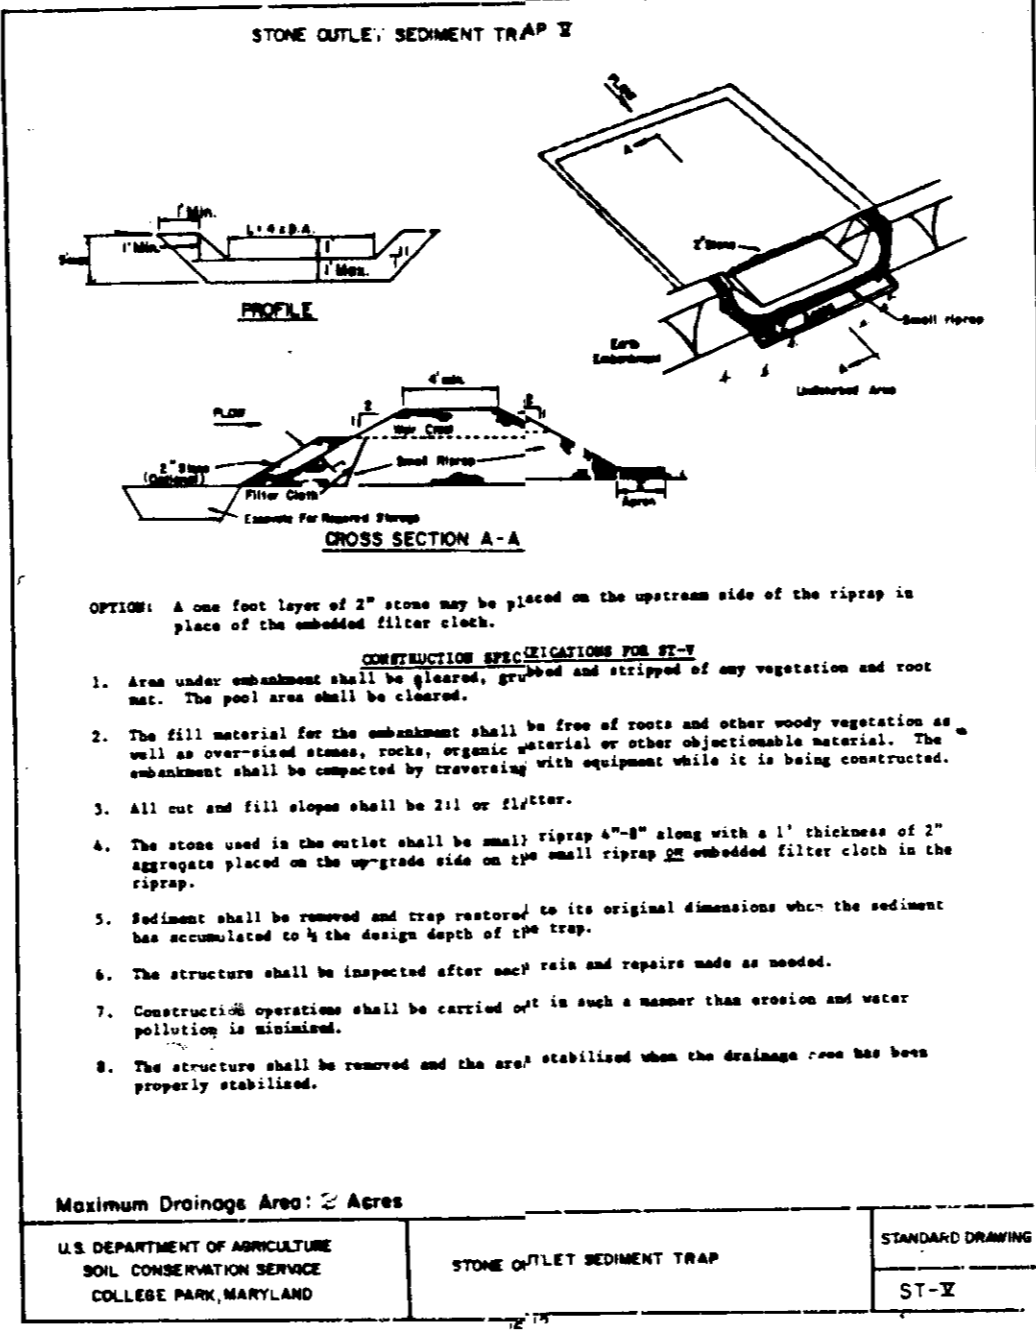 STONE OUTLET SEDIMENT TRAP V
FLOW
A
1' Min.
L = 4 x D.A.
1' Min.
1'
1' Max.
1
PROFILE
2" Stone
Small riprap
Earth
Embankment
A
Undisturbed Area
4' min.
FLOW
2
1
2
1
Weir Crest
2" Stone
(Optional)
Small Riprap
Filter Cloth
Apron
Excavate For Required Storage
CROSS SECTION A-A
OPTION: A one foot layer of 2" stone may be placed on the upstream side of the riprap in
place of the embedded filter cloth.
CONSTRUCTION SPECIFICATIONS FOR ST-V
1. Area under embankment shall be cleared, grubbed and stripped of any vegetation and root
mat. The pool area shall be cleared.
2. The fill material for the embankment shall be free of roots and other woody vegetation as
well as over-sized stones, rocks, organic material or other objectionable material. The
embankment shall be compacted by traversing with equipment while it is being constructed.
3. All cut and fill slopes shall be 2:1 or flatter.
4. The stone used in the outlet shall be small riprap 4"-8" along with a 1' thickness of 2"
aggregate placed on the up-grade side on the small riprap or embedded filter cloth in the
riprap.
5. Sediment shall be removed and trap restored to its original dimensions when the sediment
has accumulated to ½ the design depth of the trap.
6. The structure shall be inspected after each rain and repairs made as needed.
7. Construction operations shall be carried out in such a manner than erosion and water
pollution is minimized.
8. The structure shall be removed and the area stabilized when the drainage area has been
properly stabilized.
Maximum Drainage Area: 2 Acres
U.S. DEPARTMENT OF AGRICULTURE
SOIL CONSERVATION SERVICE
COLLEGE PARK, MARYLAND
STONE OUTLET SEDIMENT TRAP
STANDARD DRAWING
ST-V